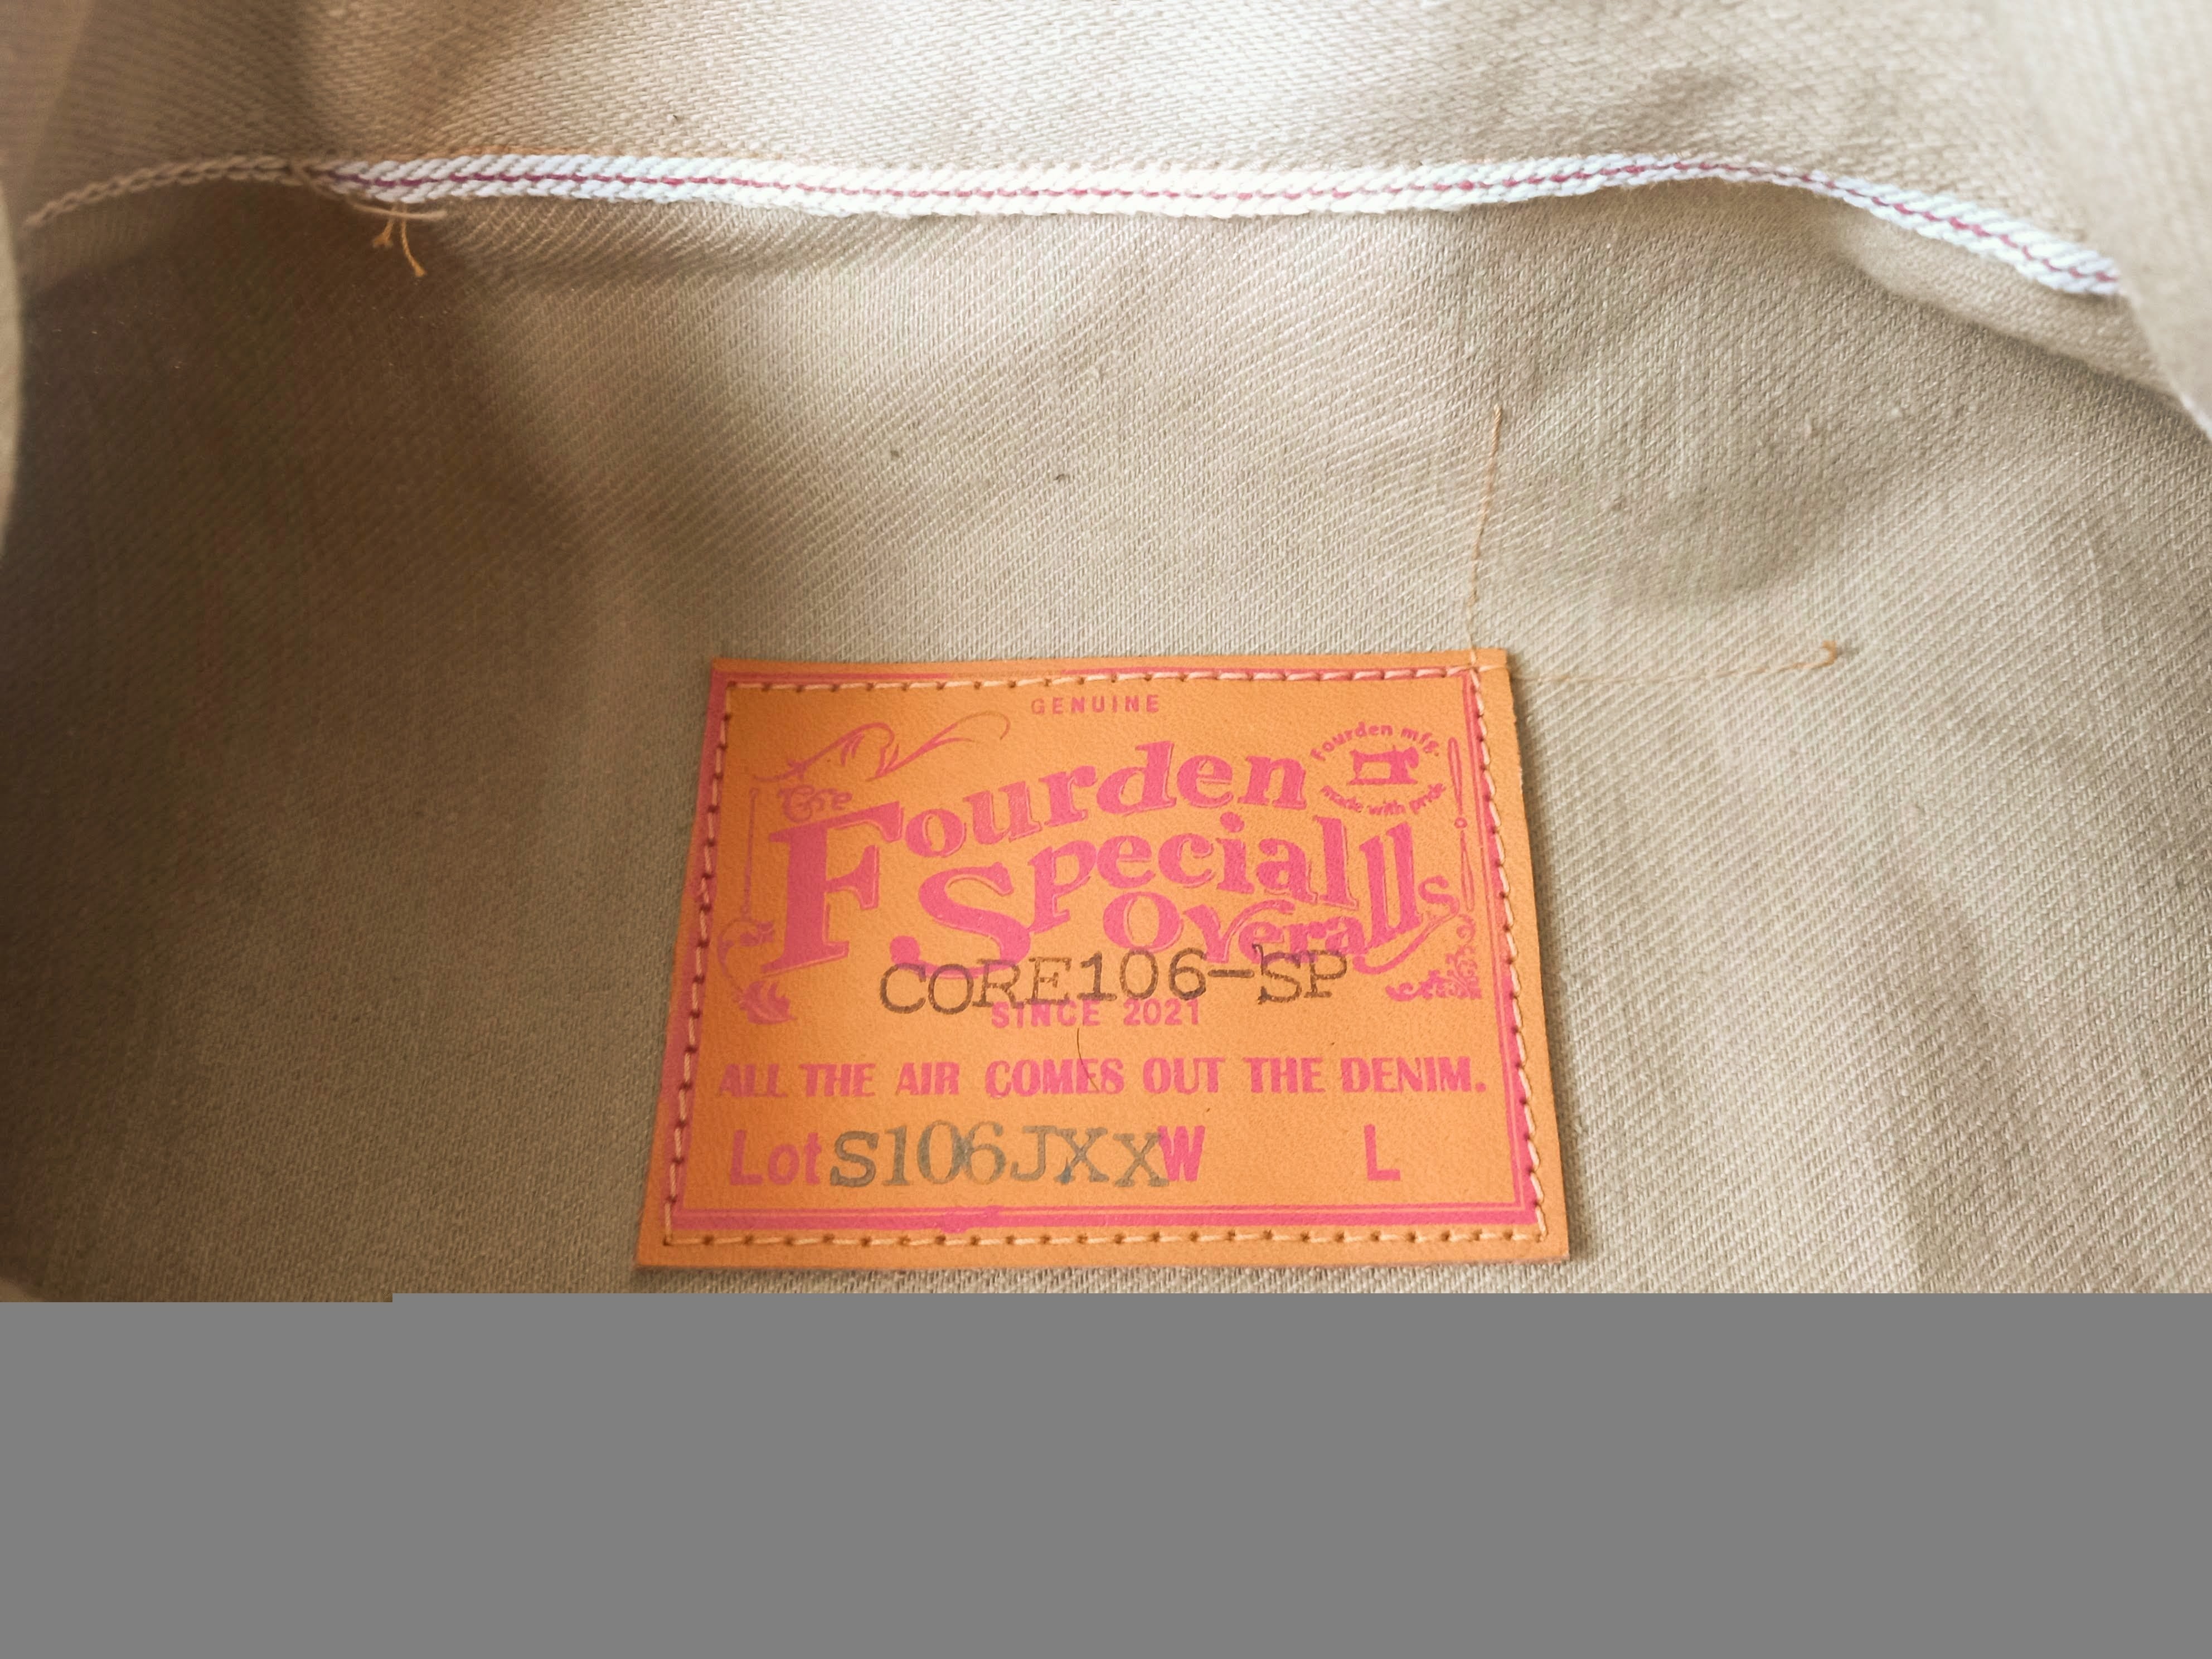 GENUINE
The Fourden
Special
Overalls
Fourden mfg.
made with pride
CORE106-SP
SINCE 2021
ALL THE AIR COMES OUT THE DENIM.
Lot S106JXX W L